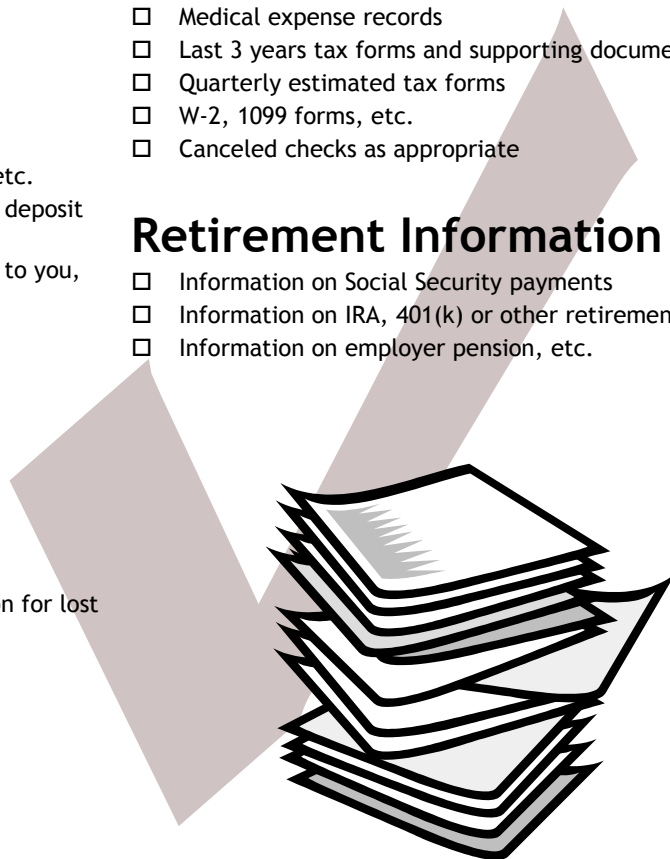 etc.
deposit
to you,
for lost
☐ Medical expense records
☐ Last 3 years tax forms and supporting
☐ Quarterly estimated tax forms
☐ W-2, 1099 forms, etc.
☐ Canceled checks as appropriate
Retirement Information
☐ Information on Social Security payments
☐ Information on IRA, 401(k) or other
☐ Information on employer pension, etc.